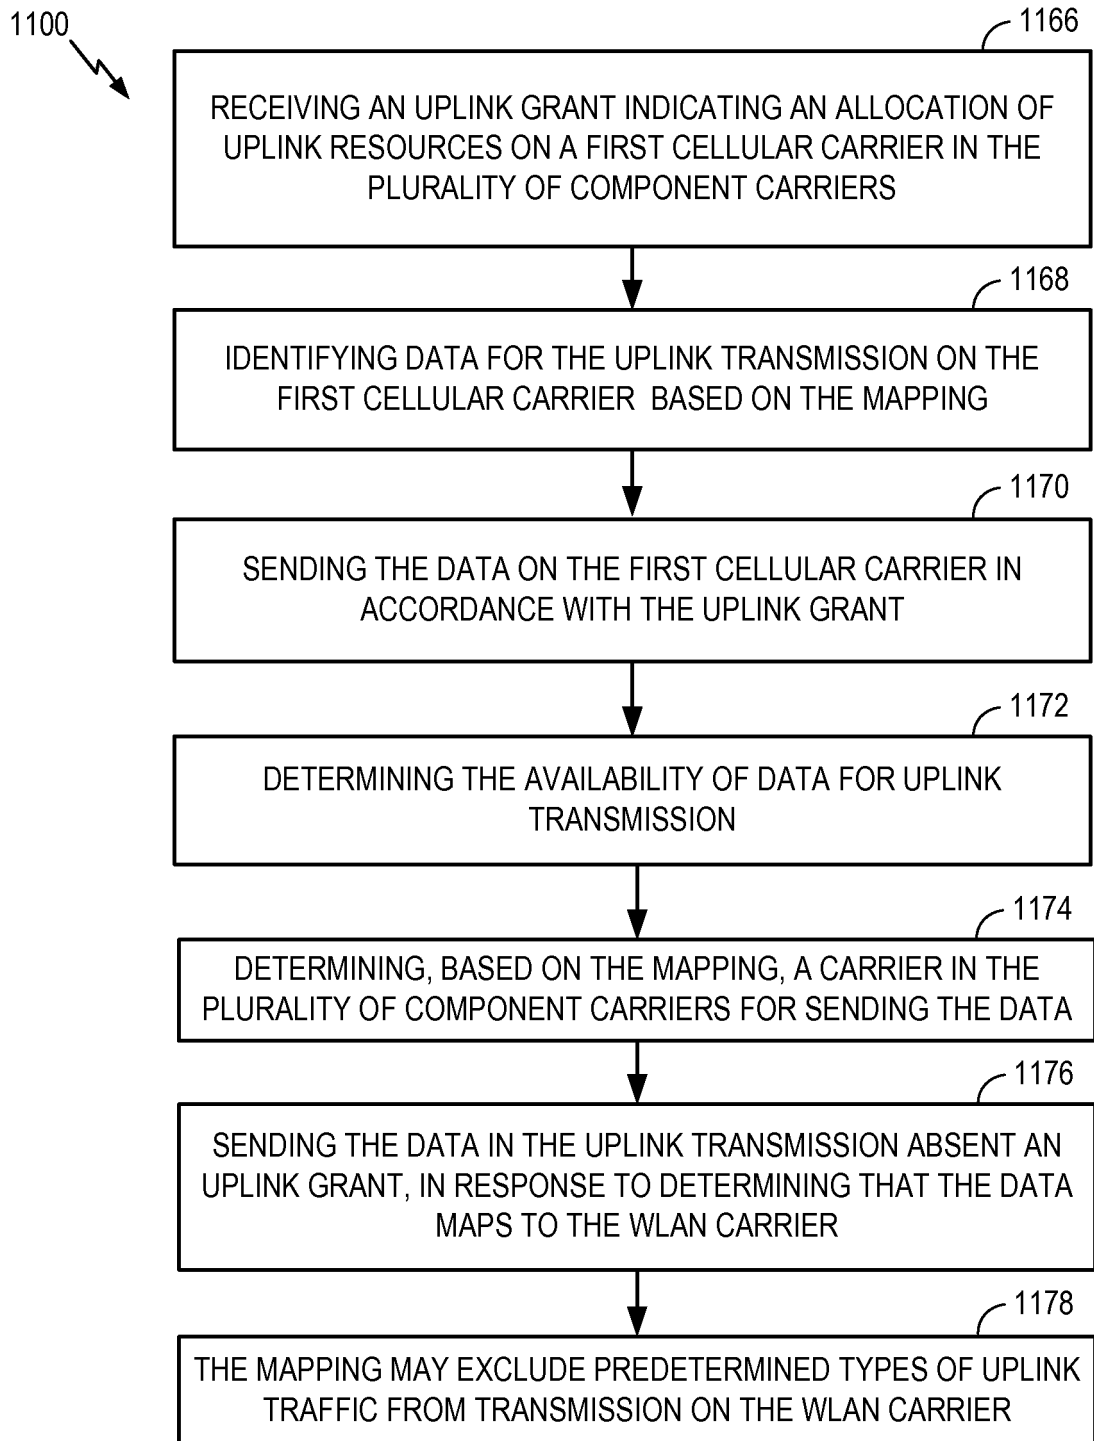 1100
1166
RECEIVING AN UPLINK GRANT INDICATING AN ALLOCATION OF
UPLINK RESOURCES ON A FIRST CELLULAR CARRIER IN THE
PLURALITY OF COMPONENT CARRIERS
1168
IDENTIFYING DATA FOR THE UPLINK TRANSMISSION ON THE
FIRST CELLULAR CARRIER BASED ON THE MAPPING
1170
SENDING THE DATA ON THE FIRST CELLULAR CARRIER IN
ACCORDANCE WITH THE UPLINK GRANT
1172
DETERMINING THE AVAILABILITY OF DATA FOR UPLINK
TRANSMISSION
1174
DETERMINING, BASED ON THE MAPPING, A CARRIER IN THE
PLURALITY OF COMPONENT CARRIERS FOR SENDING THE DATA
1176
SENDING THE DATA IN THE UPLINK TRANSMISSION ABSENT AN
UPLINK GRANT, IN RESPONSE TO DETERMINING THAT THE DATA
MAPS TO THE WLAN CARRIER
1178
THE MAPPING MAY EXCLUDE PREDETERMINED TYPES OF UPLINK
TRAFFIC FROM TRANSMISSION ON THE WLAN CARRIER